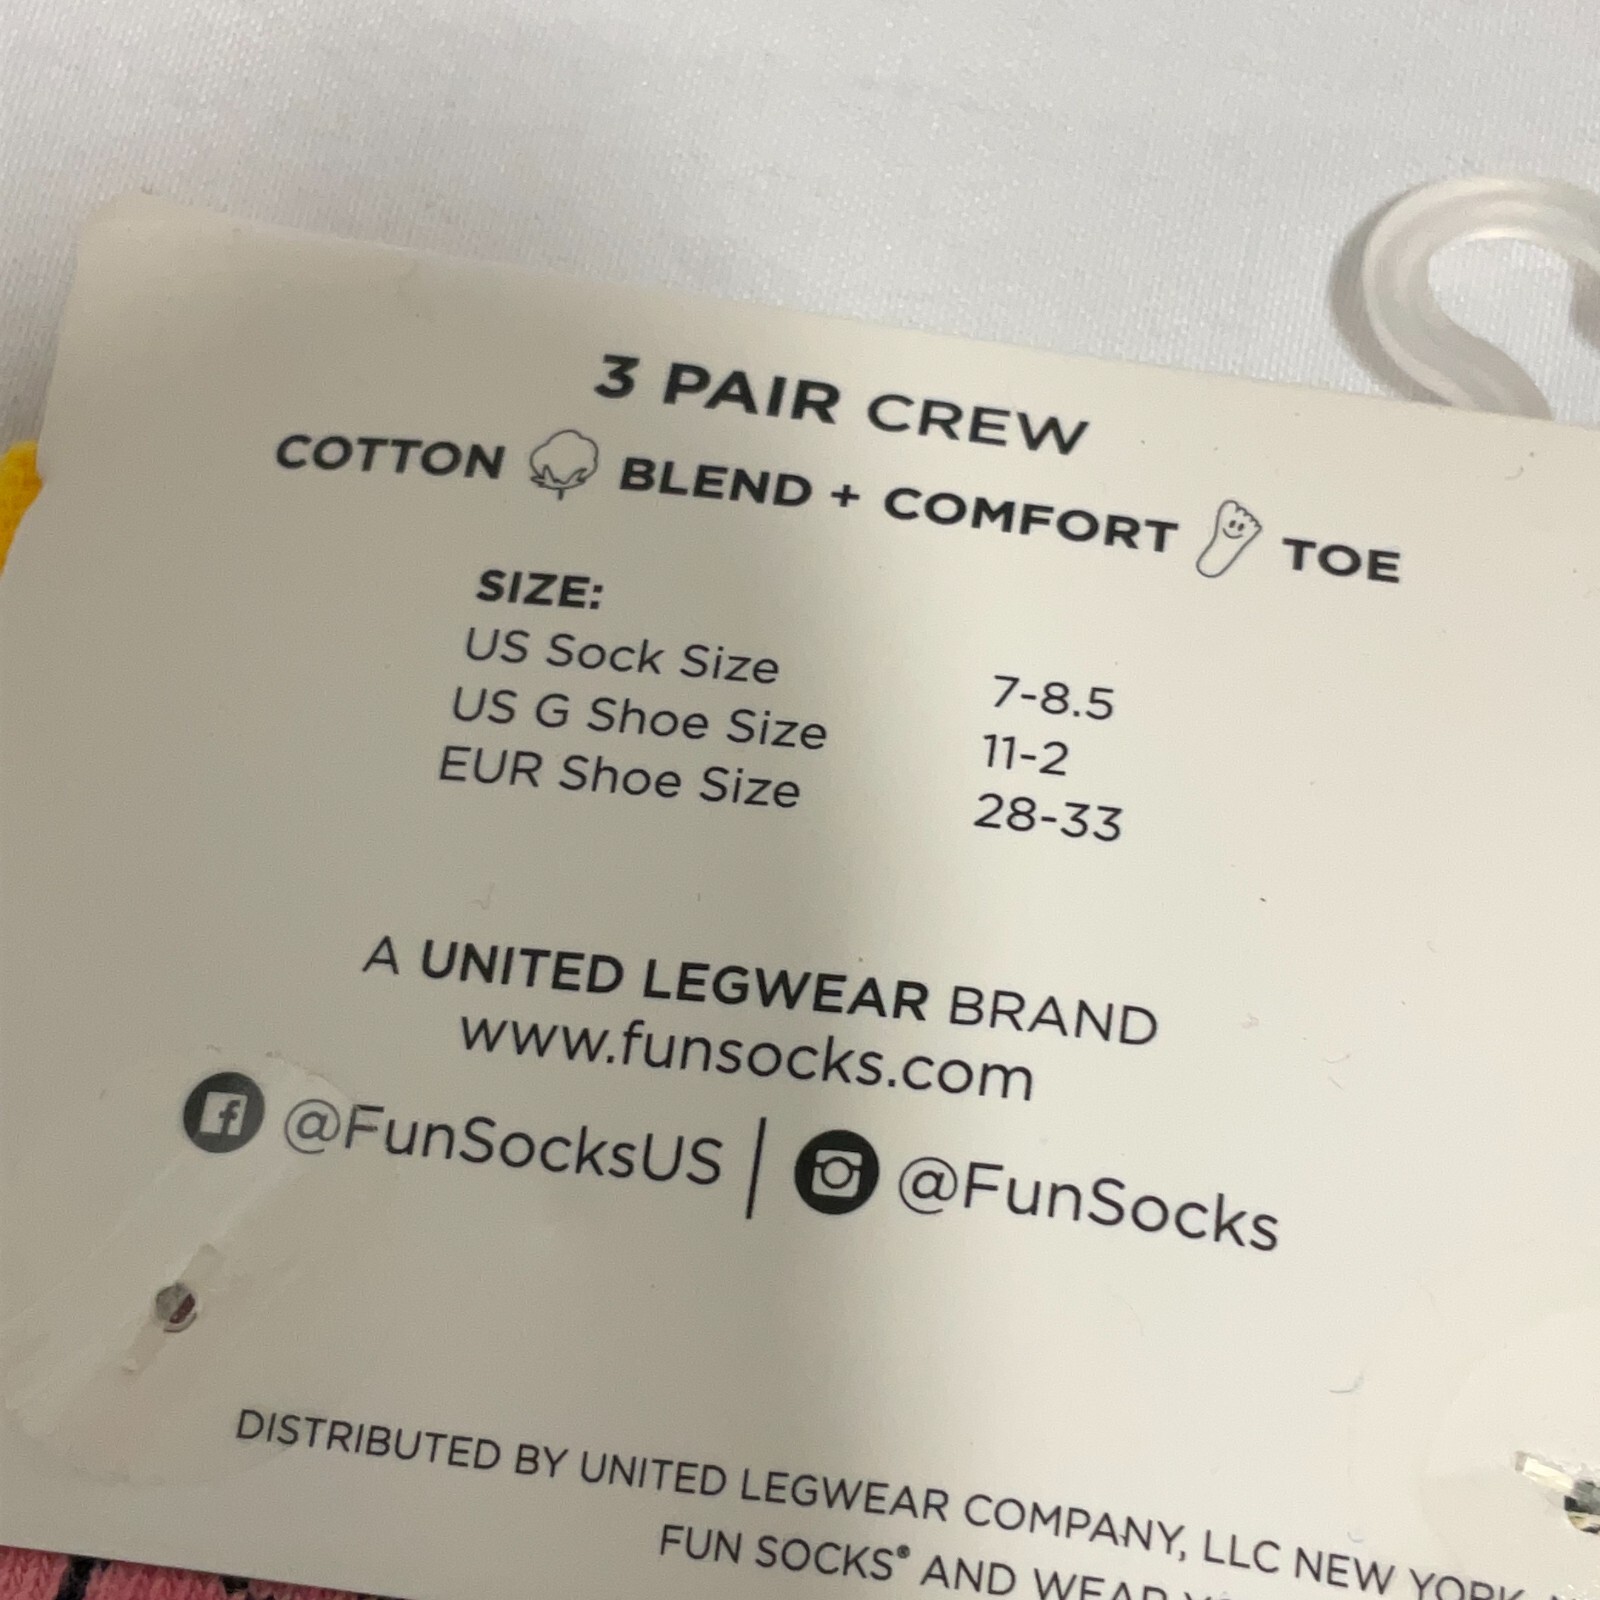 3 PAIR CREW
COTTON BLEND + COMFORT TOE
SIZE:
US Sock Size 7-8.5
US G Shoe Size 11-2
EUR Shoe Size 28-33
A UNITED LEGWEAR BRAND
www.funsocks.com
@FunSocksUS | @FunSocks
DISTRIBUTED BY UNITED LEGWEAR COMPANY, LLC NEW YORK,
FUN SOCKS® AND WEAR